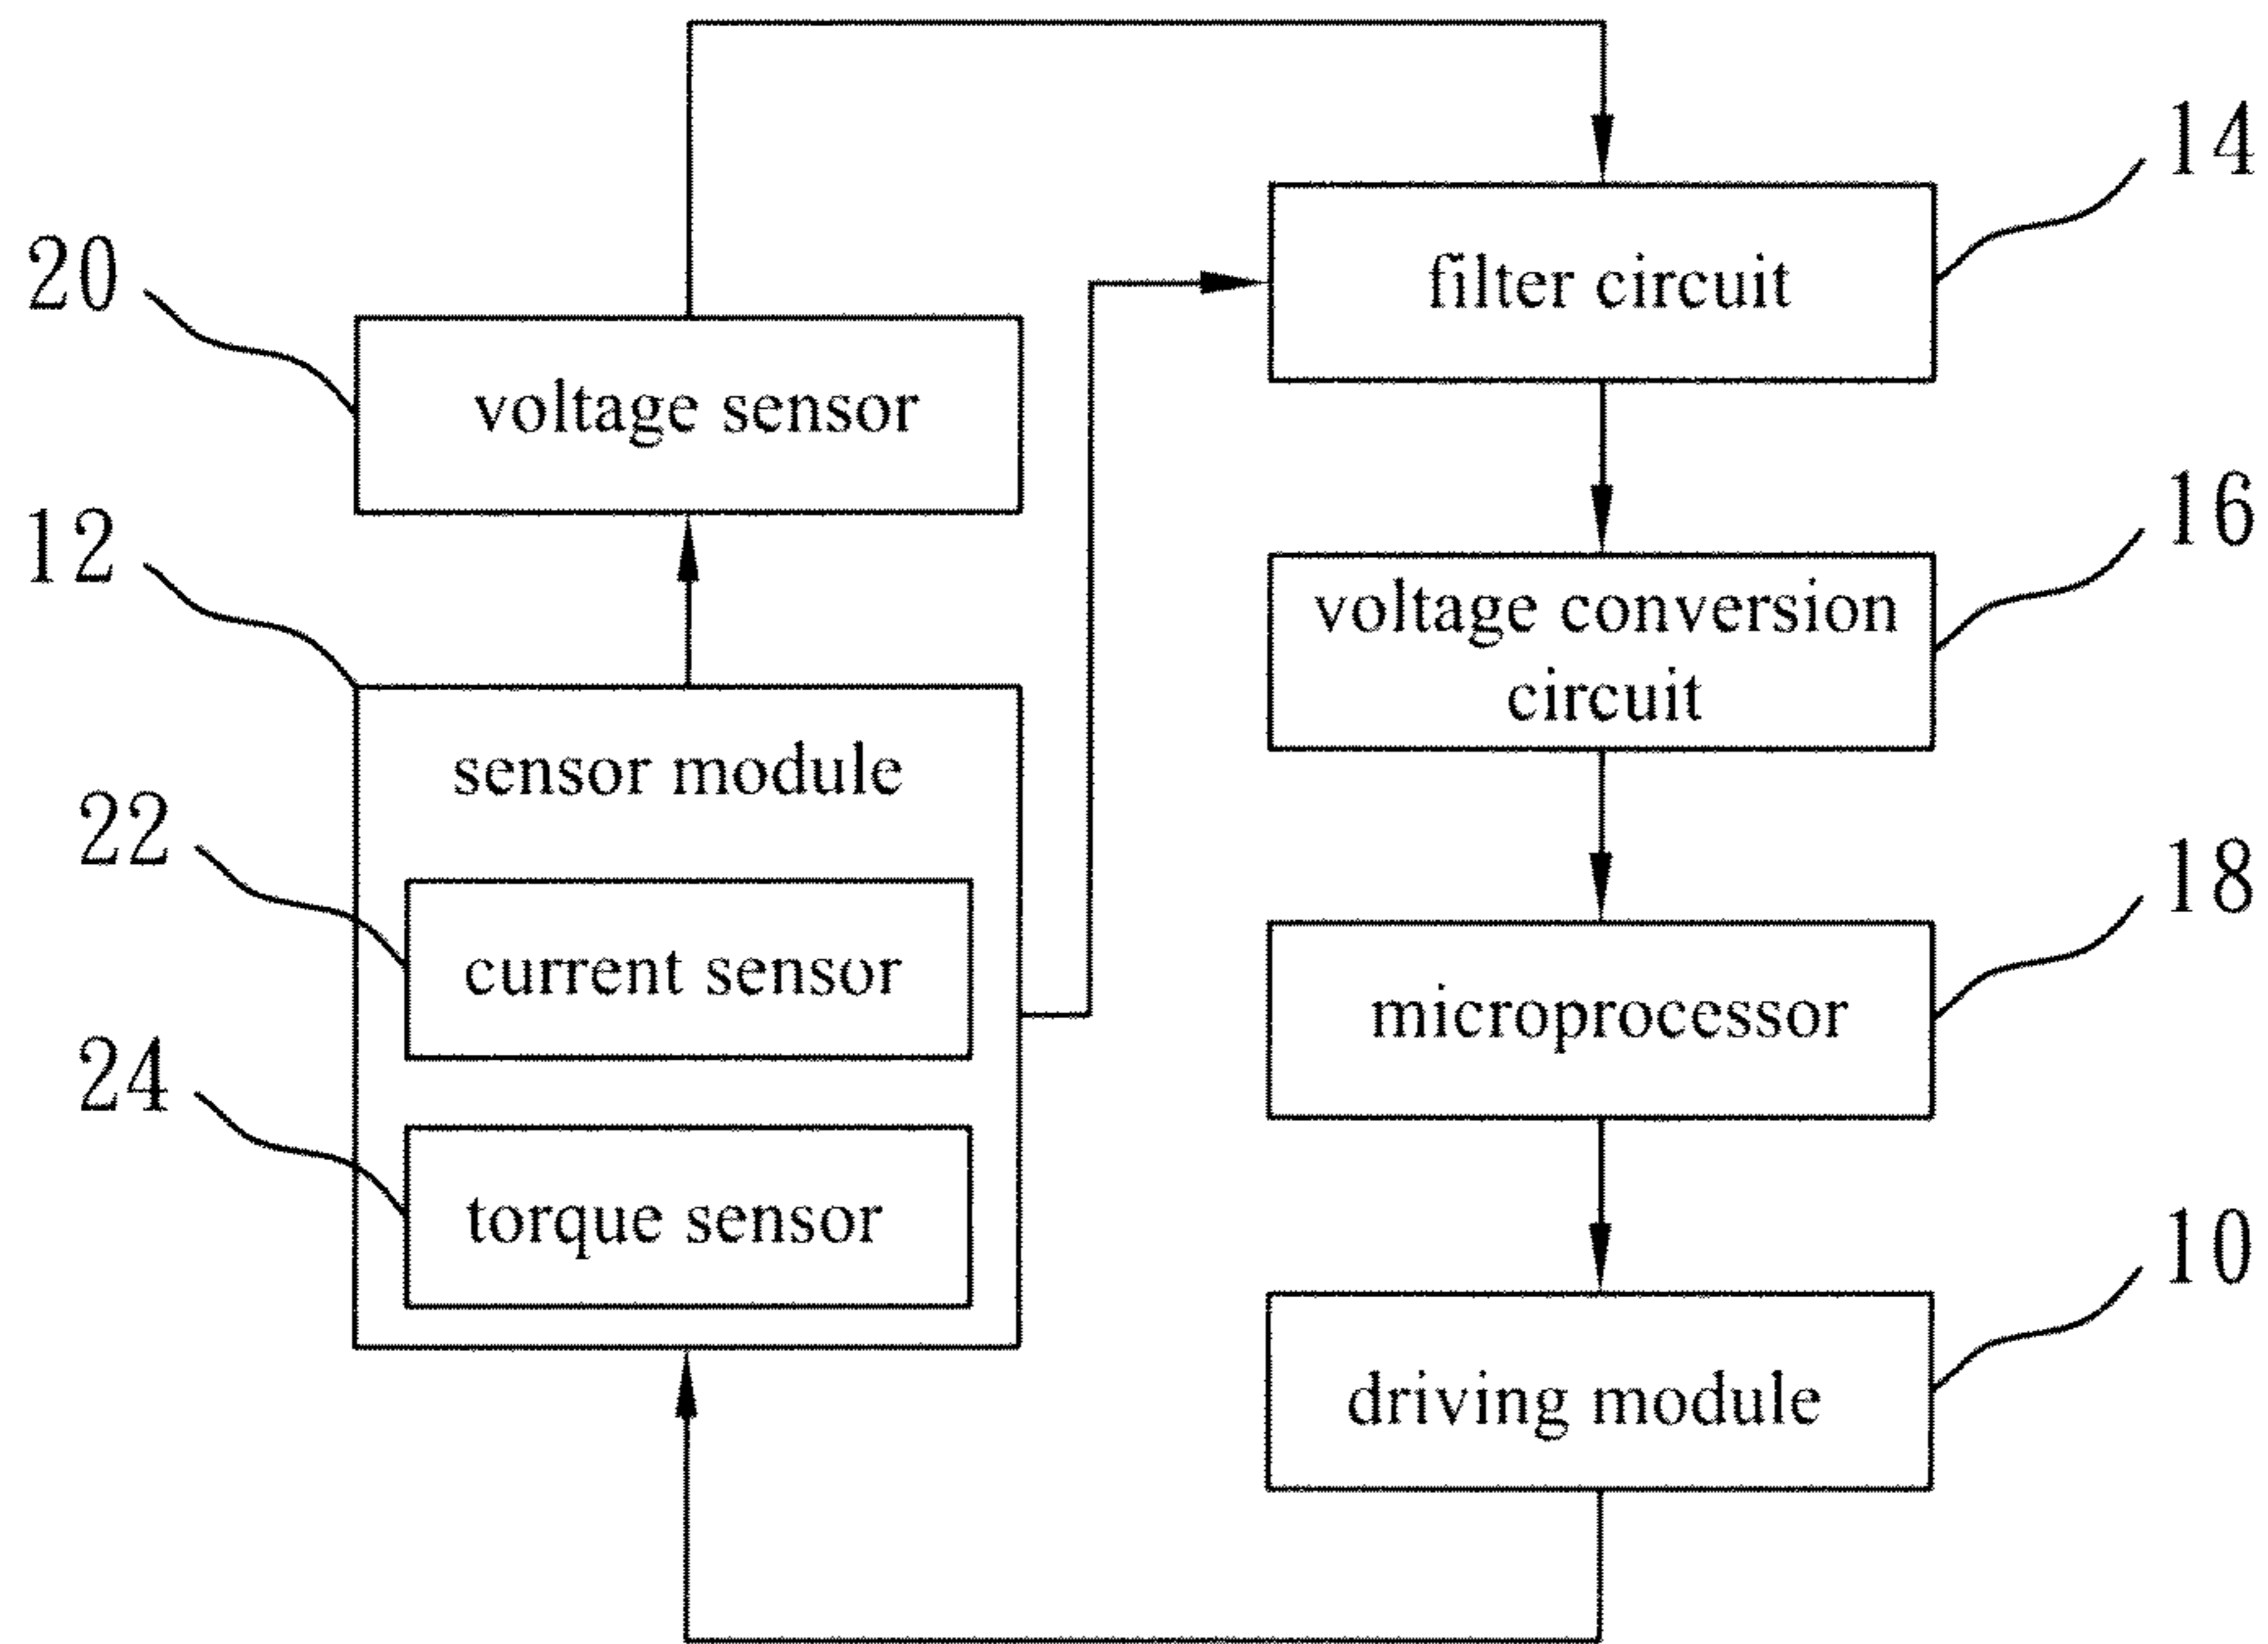 20
voltage sensor
12
sensor module
22
current sensor
24
torque sensor
14
filter circuit
16
voltage conversion
circuit
18
microprocessor
10
driving module